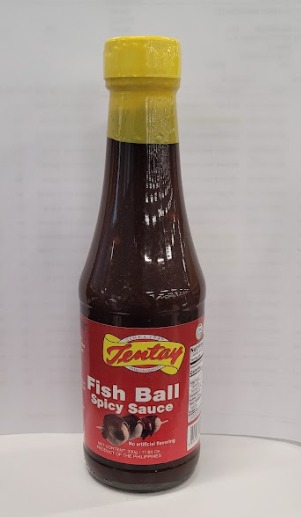 Tentay
Fish Ball
Spicy Sauce
No artificial flavoring
PRODUCT OF THE PHILIPPINES